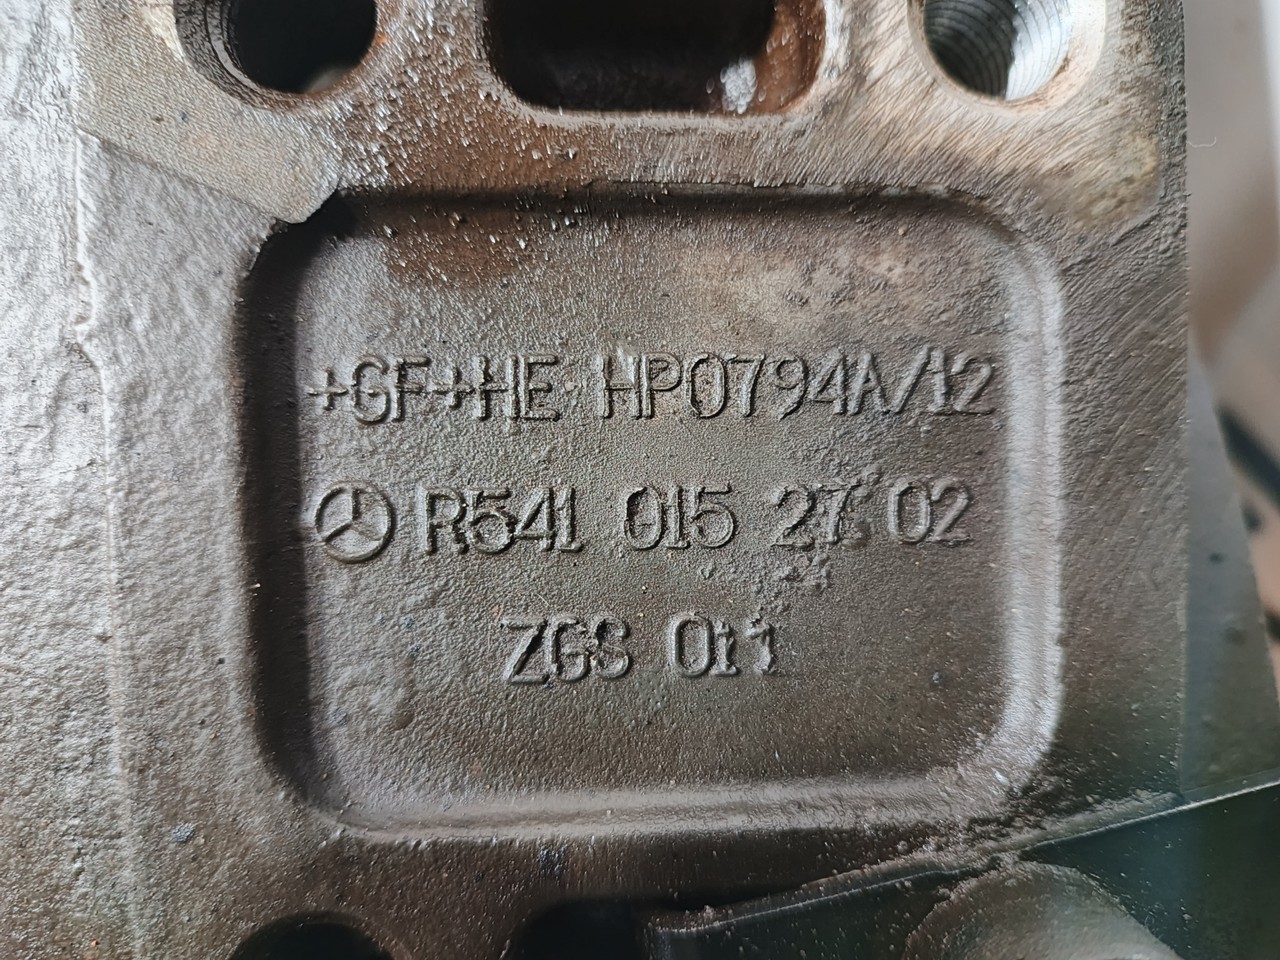 +GF+HE HP0794A/12
R541 015 27 02
ZGS 011